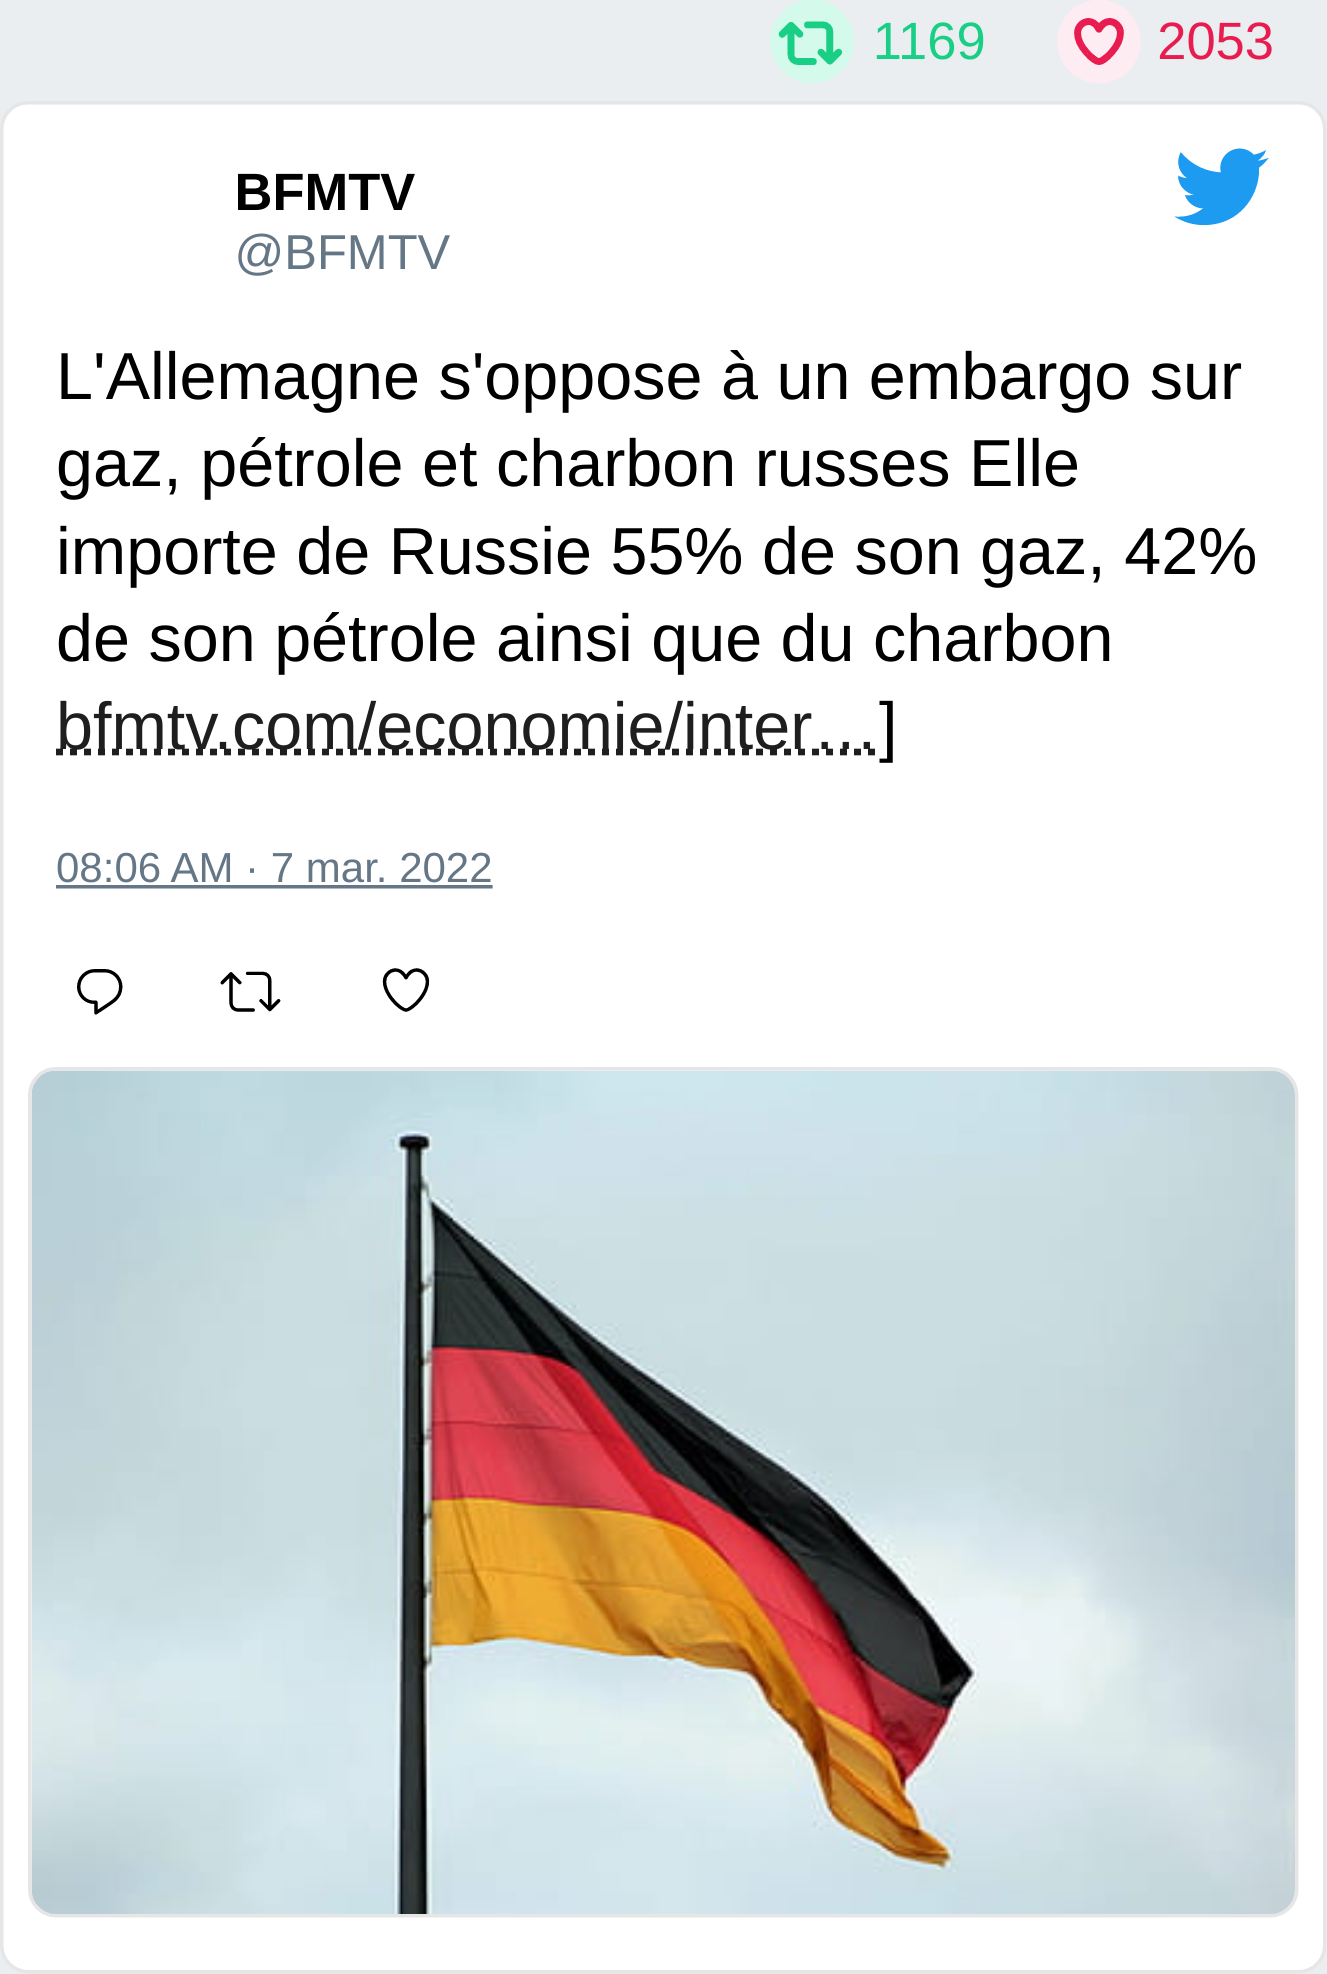 1169 2053
BFMTV
@BFMTV
L'Allemagne s'oppose à un embargo sur
gaz, pétrole et charbon russes Elle
importe de Russie 55% de son gaz, 42%
de son pétrole ainsi que du charbon
bfmtv.com/economie/inter…]
08:06 AM · 7 mar. 2022